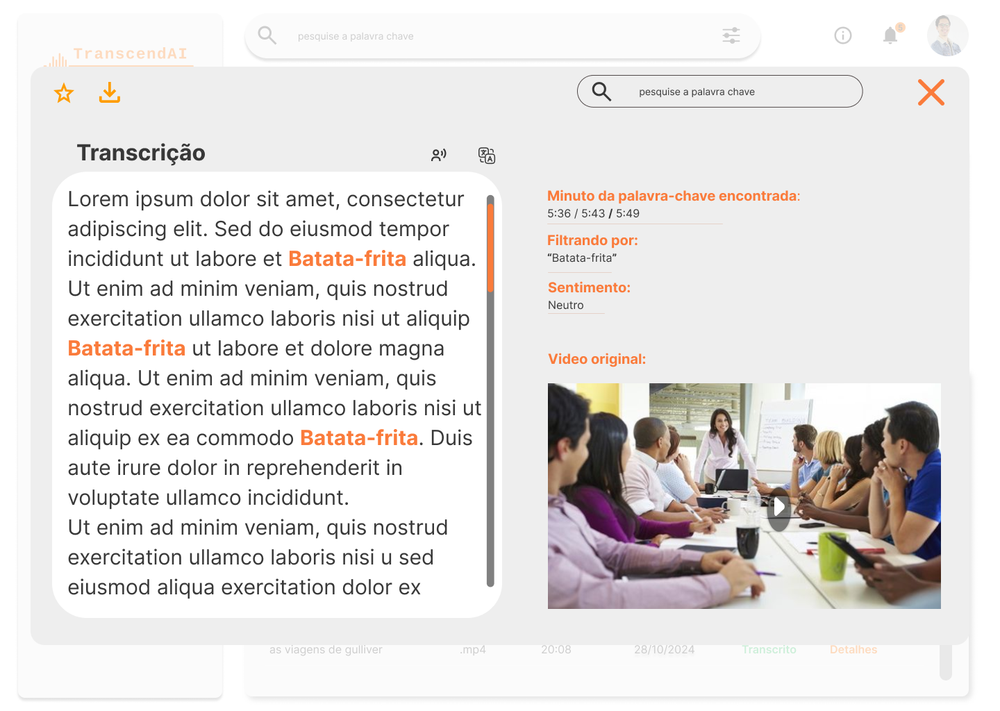 TranscendAI
pesquise a palavra chave
5
pesquise a palavra chave
Transcrição
Lorem ipsum dolor sit amet, consectetur
adipiscing elit. Sed do eiusmod tempor
incididunt ut labore et Batata-frita aliqua.
Ut enim ad minim veniam, quis nostrud
exercitation ullamco laboris nisi ut aliquip
Batata-frita ut labore et dolore magna
aliqua. Ut enim ad minim veniam, quis
nostrud exercitation ullamco laboris nisi ut
aliquip ex ea commodo Batata-frita. Duis
aute irure dolor in reprehenderit in
voluptate ullamco incididunt.
Ut enim ad minim veniam, quis nostrud
exercitation ullamco laboris nisi u sed
eiusmod aliqua exercitation dolor ex
Minuto da palavra-chave encontrada:
5:36 / 5:43 / 5:49
Filtrando por:
“Batata-frita”
Sentimento:
Neutro
Video original:
TEAM BUILDING
as viagens de gulliver .mp4 20:08 28/10/2024 Transcrito Detalhes